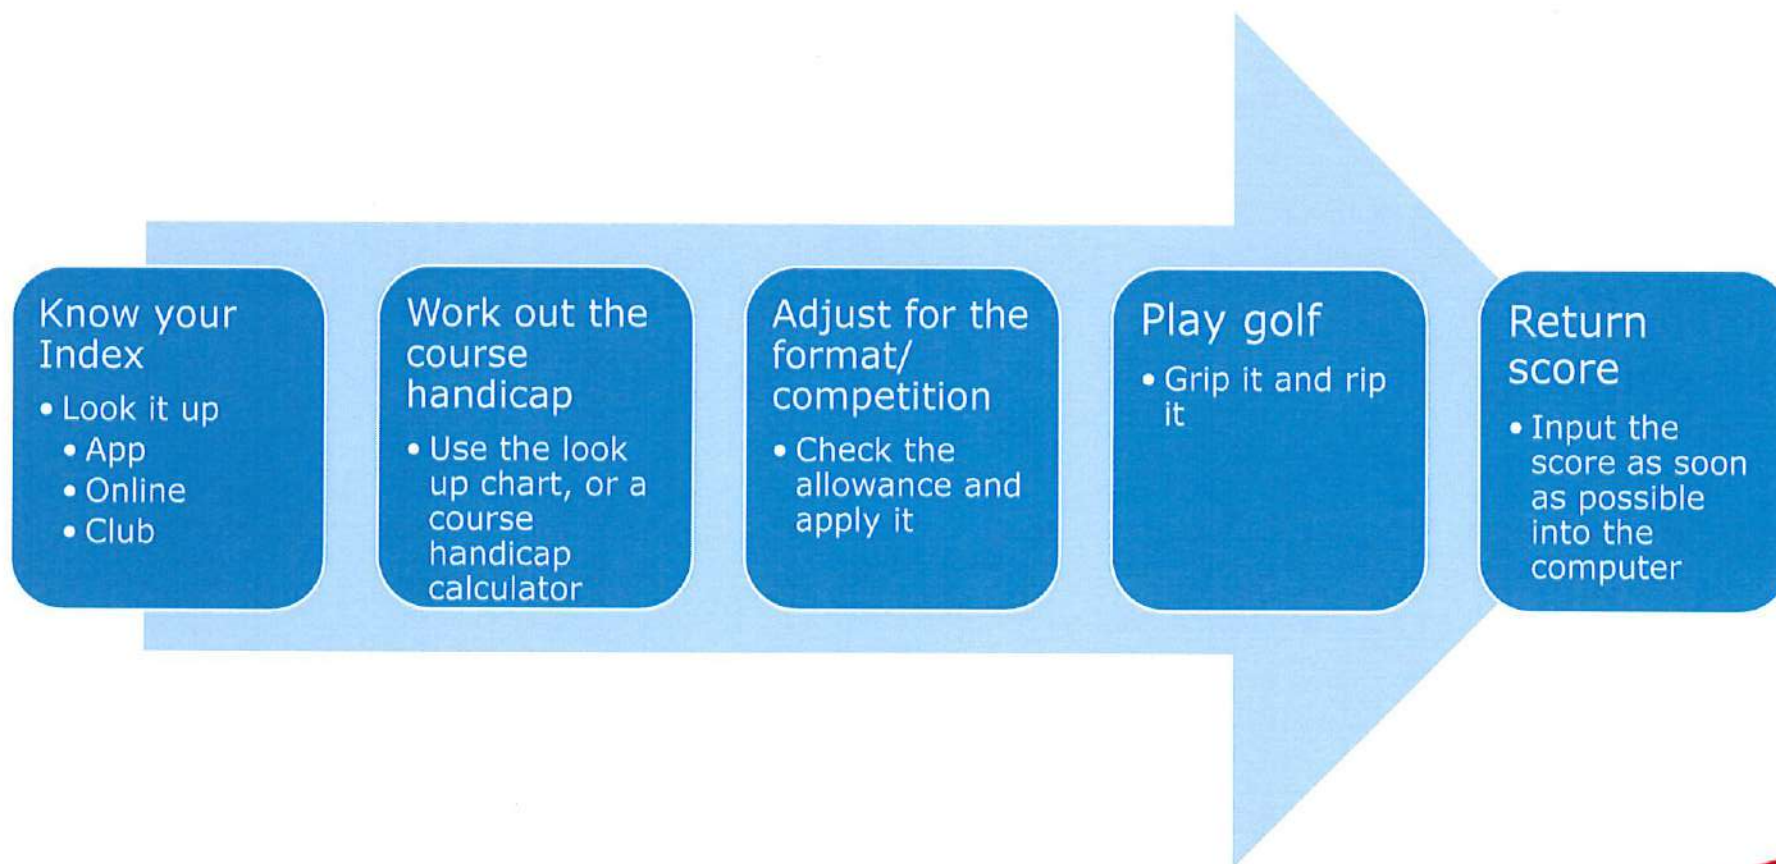 Know your
Index
• Look it up
• App
• Online
• Club
Work out the
course
handicap
• Use the look
up chart, or a
course
handicap
calculator
Adjust for the
format/
competition
• Check the
allowance and
apply it
Play golf
• Grip it and rip
it
Return
score
• Input the
score as soon
as possible
into the
computer